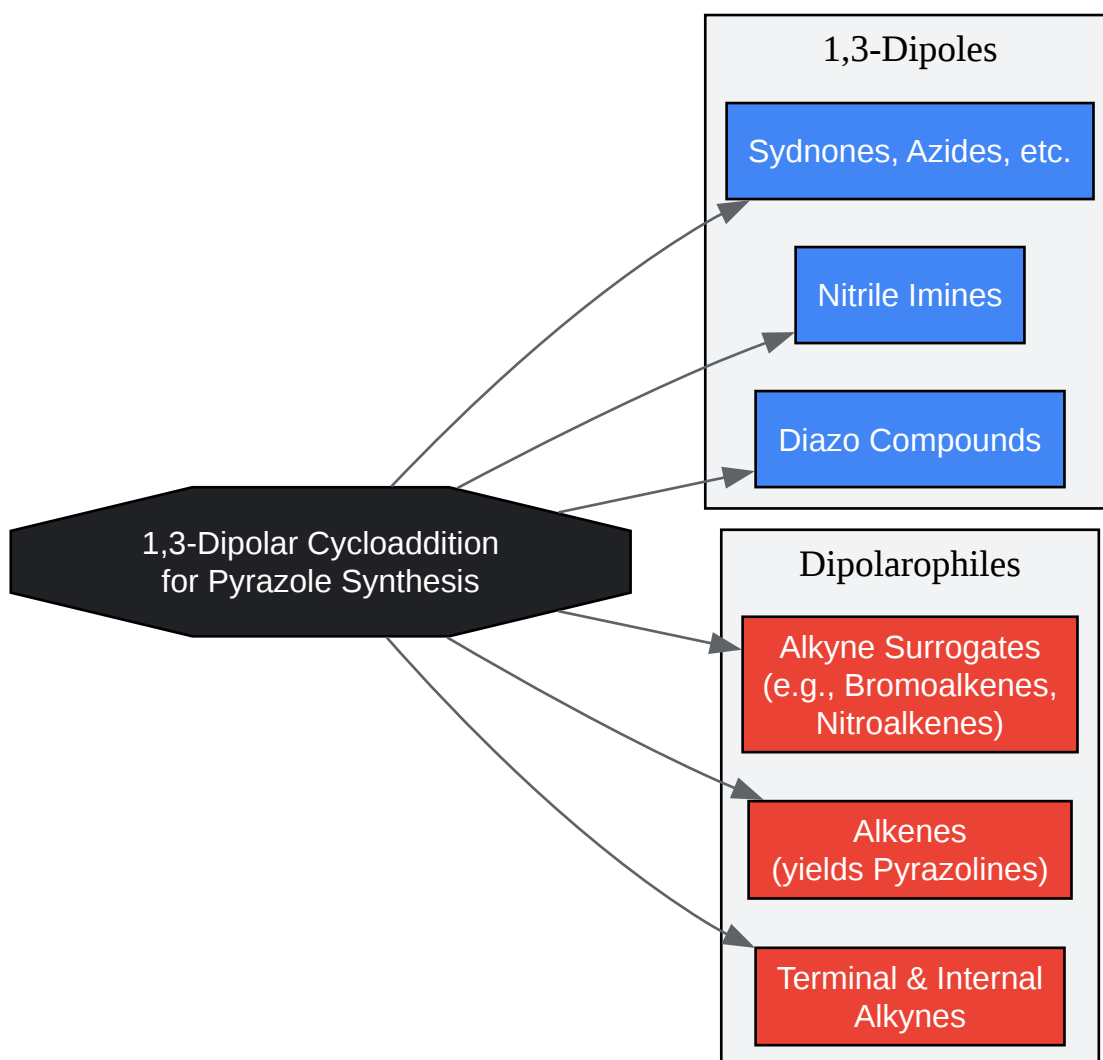 1,3-Dipoles
Sydnones, Azides, etc.
Nitrile Imines
Diazo Compounds
1,3-Dipolar Cycloaddition
for Pyrazole Synthesis
Dipolarophiles
Alkyne Surrogates
(e.g., Bromoalkenes,
Nitroalkenes)
Alkenes
(yields Pyrazolines)
Terminal & Internal
Alkynes